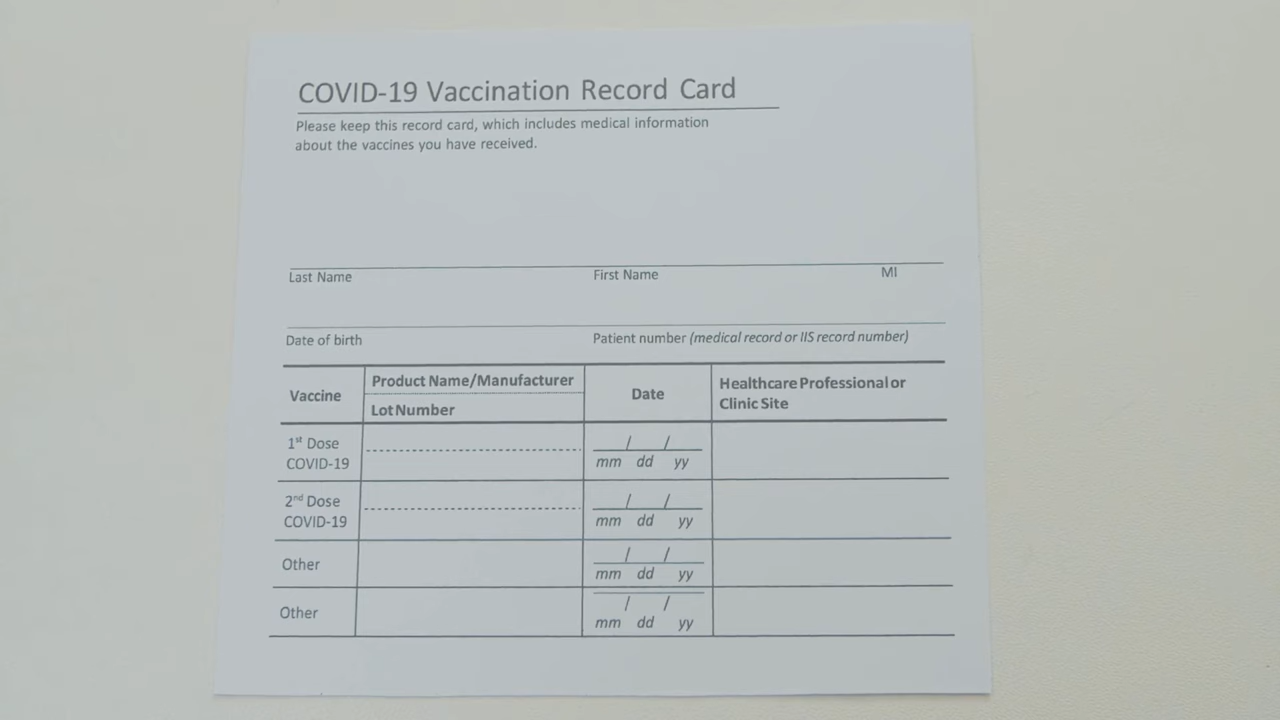 COVID-19 Vaccination Record Card
Please keep this record card, which includes medical information
about the vaccines you have received.
Last Name First Name MI
Date of birth Patient number (medical record or IIS record number)
Vaccine Product Name/Manufacturer Date Healthcare Professional or
Lot Number Clinic Site
1st Dose / /
COVID-19 mm dd yy
2nd Dose / /
COVID-19 mm dd yy
Other / /
mm dd yy
Other / /
mm dd yy